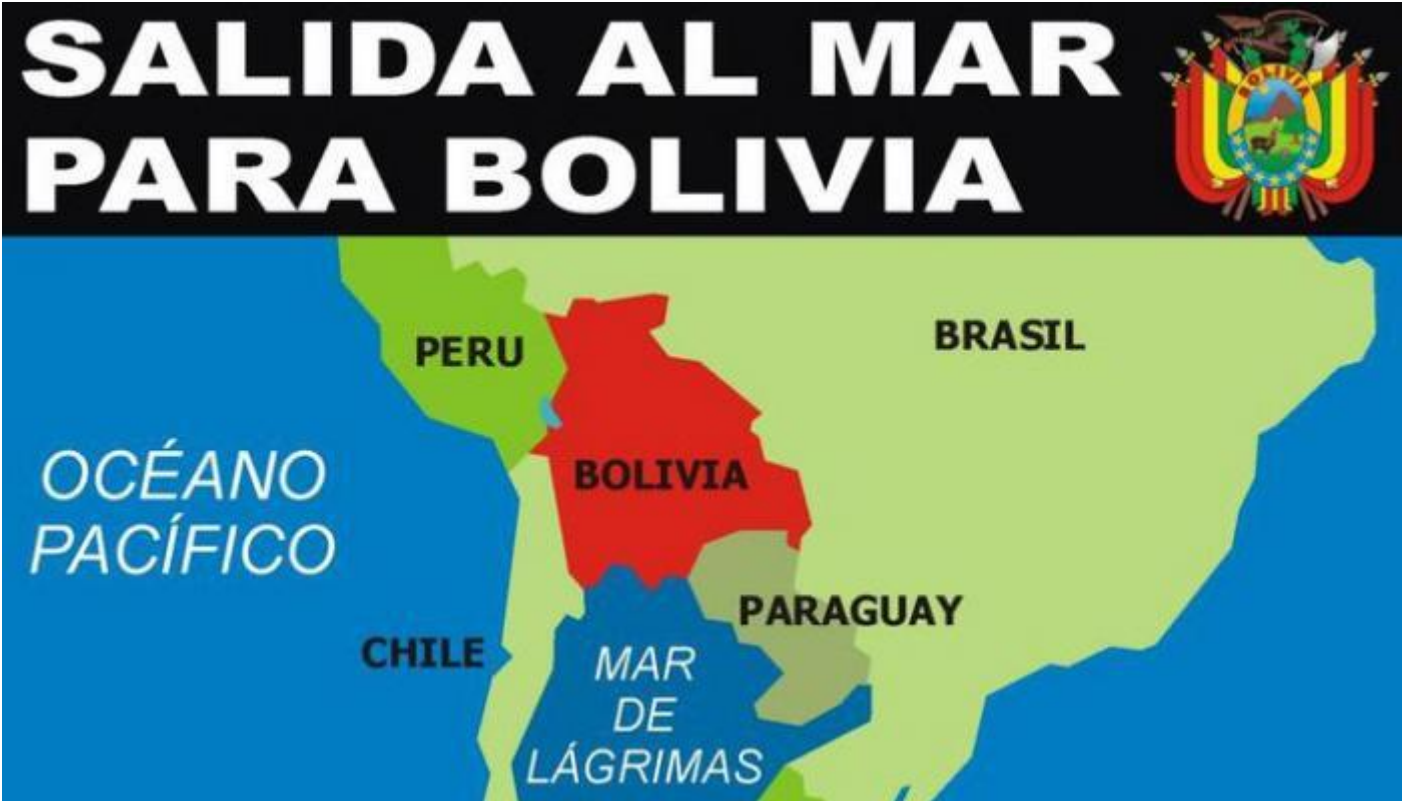 SALIDA AL MAR
PARA BOLIVIA
BOLIVIA
PERU
BRASIL
OCÉANO
PACÍFICO
BOLIVIA
PARAGUAY
CHILE
MAR
DE
LÁGRIMAS